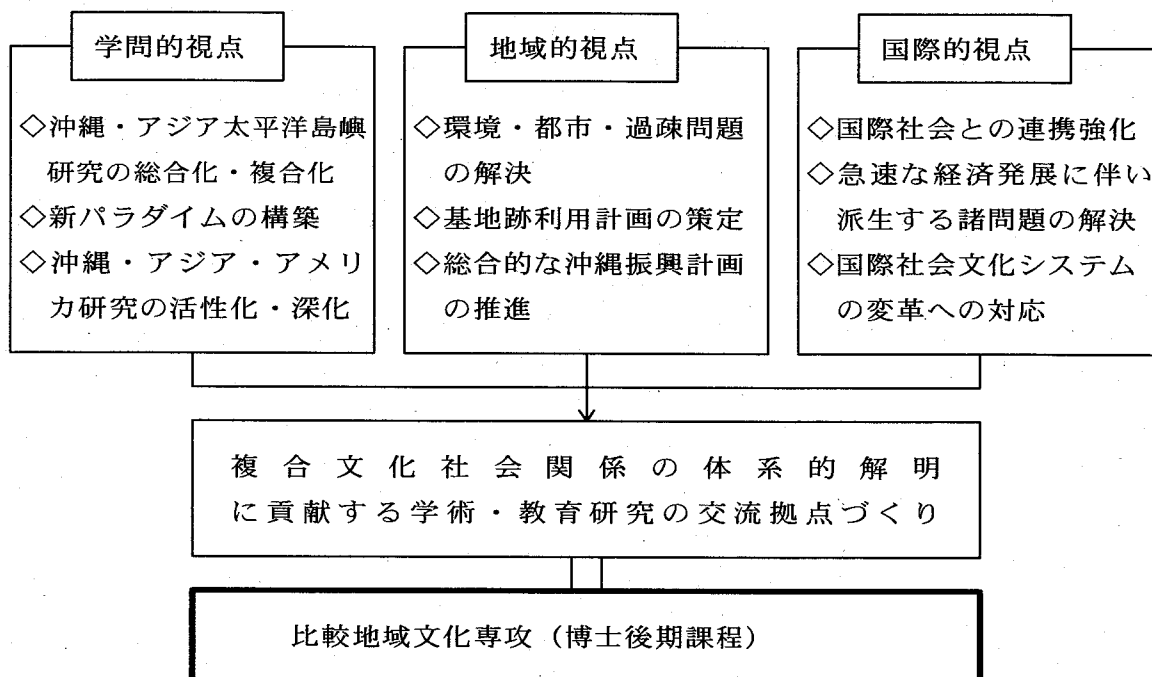 学問的視点
◇沖縄・アジア太平洋島嶼
研究の総合化・複合化
◇新パラダイムの構築
◇沖縄・アジア・アメリ
カ研究の活性化・深化
地域的視点
◇環境・都市・過疎問題
の解決
◇基地跡利用計画の策定
◇総合的な沖縄振興計画
の推進
国際的視点
◇国際社会との連携強化
◇急速な経済発展に伴い
派生する諸問題の解決
◇国際社会文化システム
の変革への対応
複合文化社会関係の体系的解明
に貢献する学術・教育研究の交流拠点づくり
比較地域文化専攻（博士後期課程）